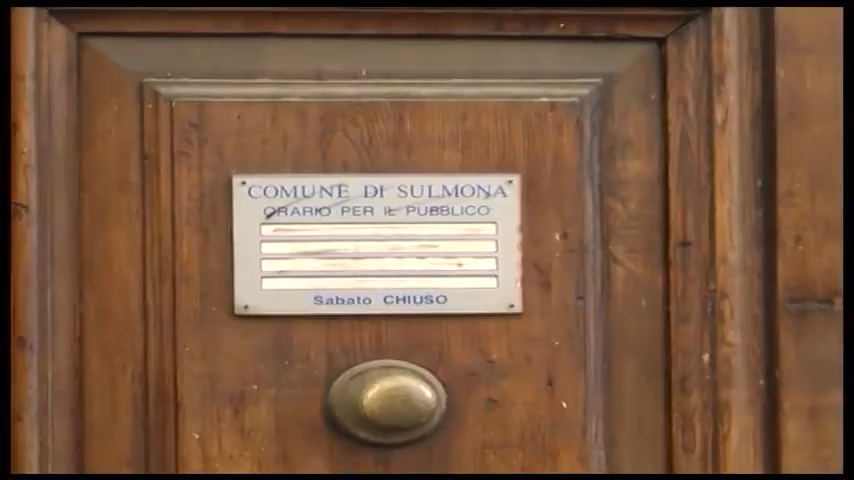 COMUNE DI SULMONA
ORARIO PER IL PUBBLICO
Sabato CHIUSO